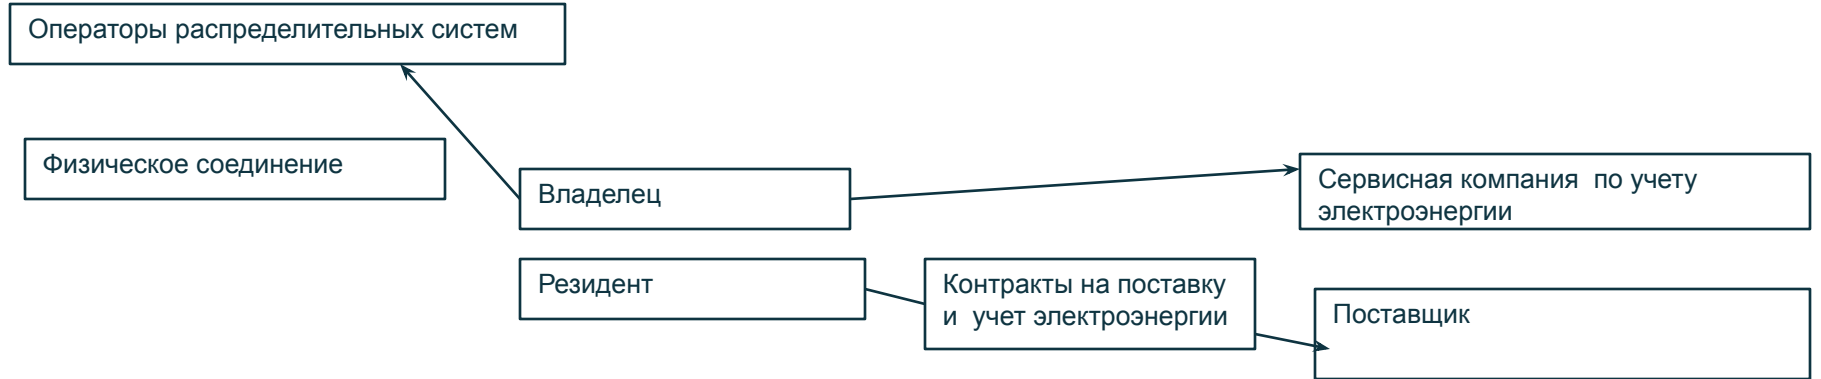 Операторы распределительных систем
Физическое соединение
Владелец
Сервисная компания  по учету
электроэнергии
Резидент
Контракты на поставку
и  учет электроэнергии
Поставщик